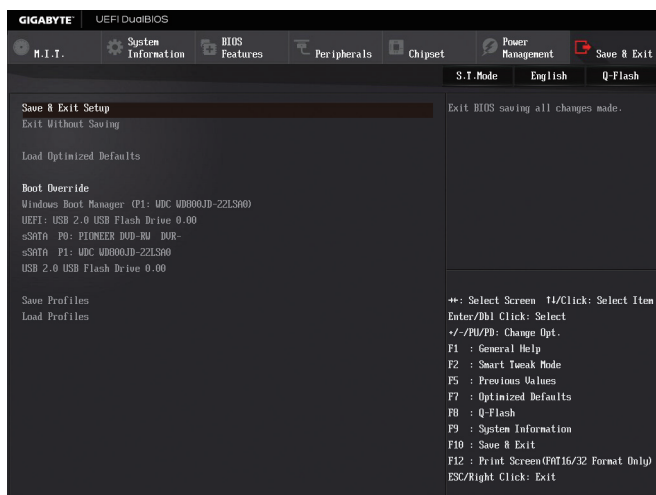 GIGABYTE™ UEFI DualBIOS
M.I.T.
System Information
BIOS Features
Peripherals
Chipset
Power Management
Save & Exit
S.T.Mode English Q-Flash
Save & Exit Setup
Exit Without Saving
Load Optimized Defaults
Boot Override
Windows Boot Manager (P1: WDC WD800JD-22LSA0)
UEFI: USB 2.0 USB Flash Drive 0.00
sSATA P0: PIONEER DVD-RW DVR-
sSATA P1: WDC WD800JD-22LSA0
USB 2.0 USB Flash Drive 0.00
Save Profiles
Load Profiles
Exit BIOS saving all changes made.
→←: Select Screen ↑↓/Click: Select Item
Enter/Dbl Click: Select
+/-/PU/PD: Change Opt.
F1 : General Help
F2 : Smart Tweak Mode
F5 : Previous Values
F7 : Optimized Defaults
F8 : Q-Flash
F9 : System Information
F10 : Save & Exit
F12 : Print Screen(FAT16/32 Format Only)
ESC/Right Click: Exit